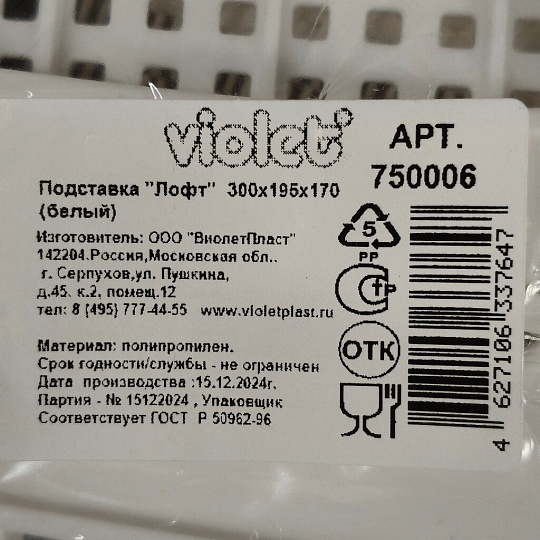 violet
АРТ.
750006
Подставка "Лофт" 300x195x170
(белый)
Изготовитель: ООО "ВиолетПласт"
142204.Россия,Московская обл..
г. Серпухов,ул. Пушкина,
д.45. к.2, помещ.12
тел: 8 (495) 777-44-55 www.violetplast.ru
Материал: полипропилен.
Срок годности/службы - не ограничен
Дата производства :15.12.2024г.
Партия - № 15122024 , Упаковщик
Соответствует ГОСТ Р 50962-96
5
PP
ОТК
4 627106 337647